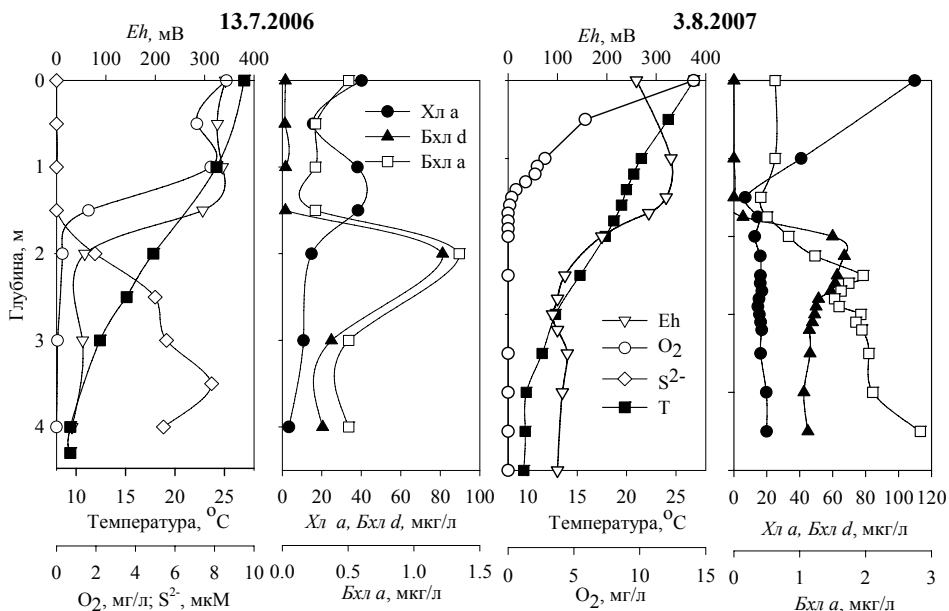 13.7.2006 3.8.2007
Eh, мВ Eh, мВ
0 100 200 300 400 0 100 200 300 400
0
1
2
3
4
Глубина, м
Хл a
Бхл d
Бхл a
Eh
O2
S2-
T
10 15 20 25 0 20 40 60 80 100 10 15 20 25 0 20 40 60 80 100 120
Температура, °C Хл a, Бхл d, мкг/л Температура, °C Хл a, Бхл d, мкг/л
0 2 4 6 8 10 0.0 0.5 1.0 1.5 0 5 10 15 0 1 2 3
O2, мг/л; S2-, мкМ Бхл a, мкг/л O2, мг/л Бхл a, мкг/л